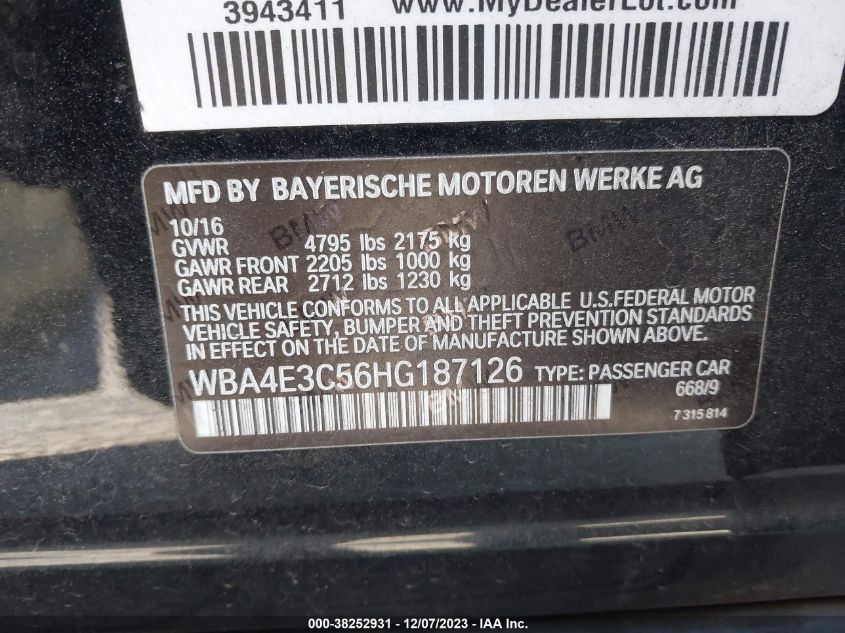 3943411 www.MyDealerLot.com
MFD BY BAYERISCHE MOTOREN WERKE AG
10/16
GVWR 4795 lbs 2175 kg
GAWR FRONT 2205 lbs 1000 kg
GAWR REAR 2712 lbs 1230 kg
THIS VEHICLE CONFORMS TO ALL APPLICABLE U.S.FEDERAL MOTOR
VEHICLE SAFETY, BUMPER AND THEFT PREVENTION STANDARDS
IN EFFECT ON THE DATE OF MANUFACTURE SHOWN ABOVE.
WBA4E3C56HG187126 TYPE: PASSENGER CAR
668/9
7315814
000-38252931 - 12/07/2023 - IAA Inc.